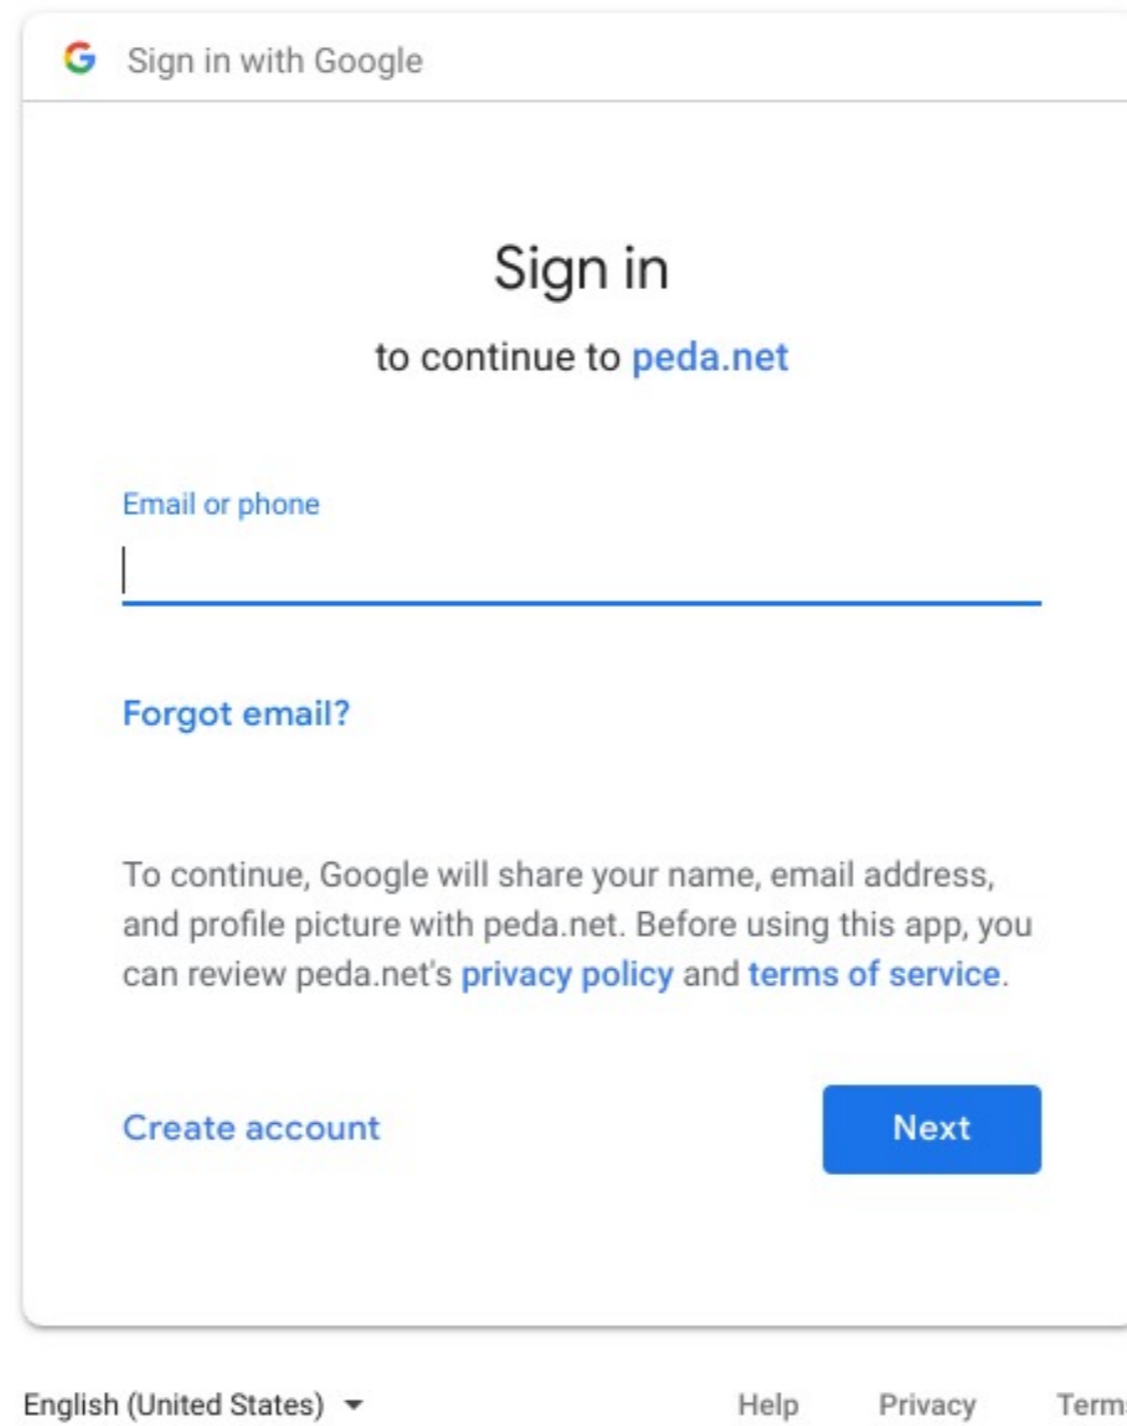 Sign in with Google
Sign in
to continue to peda.net
Email or phone
Forgot email?
To continue, Google will share your name, email address,
and profile picture with peda.net. Before using this app, you
can review peda.net's privacy policy and terms of service.
Create account
Next
English (United States)
Help
Privacy
Terms